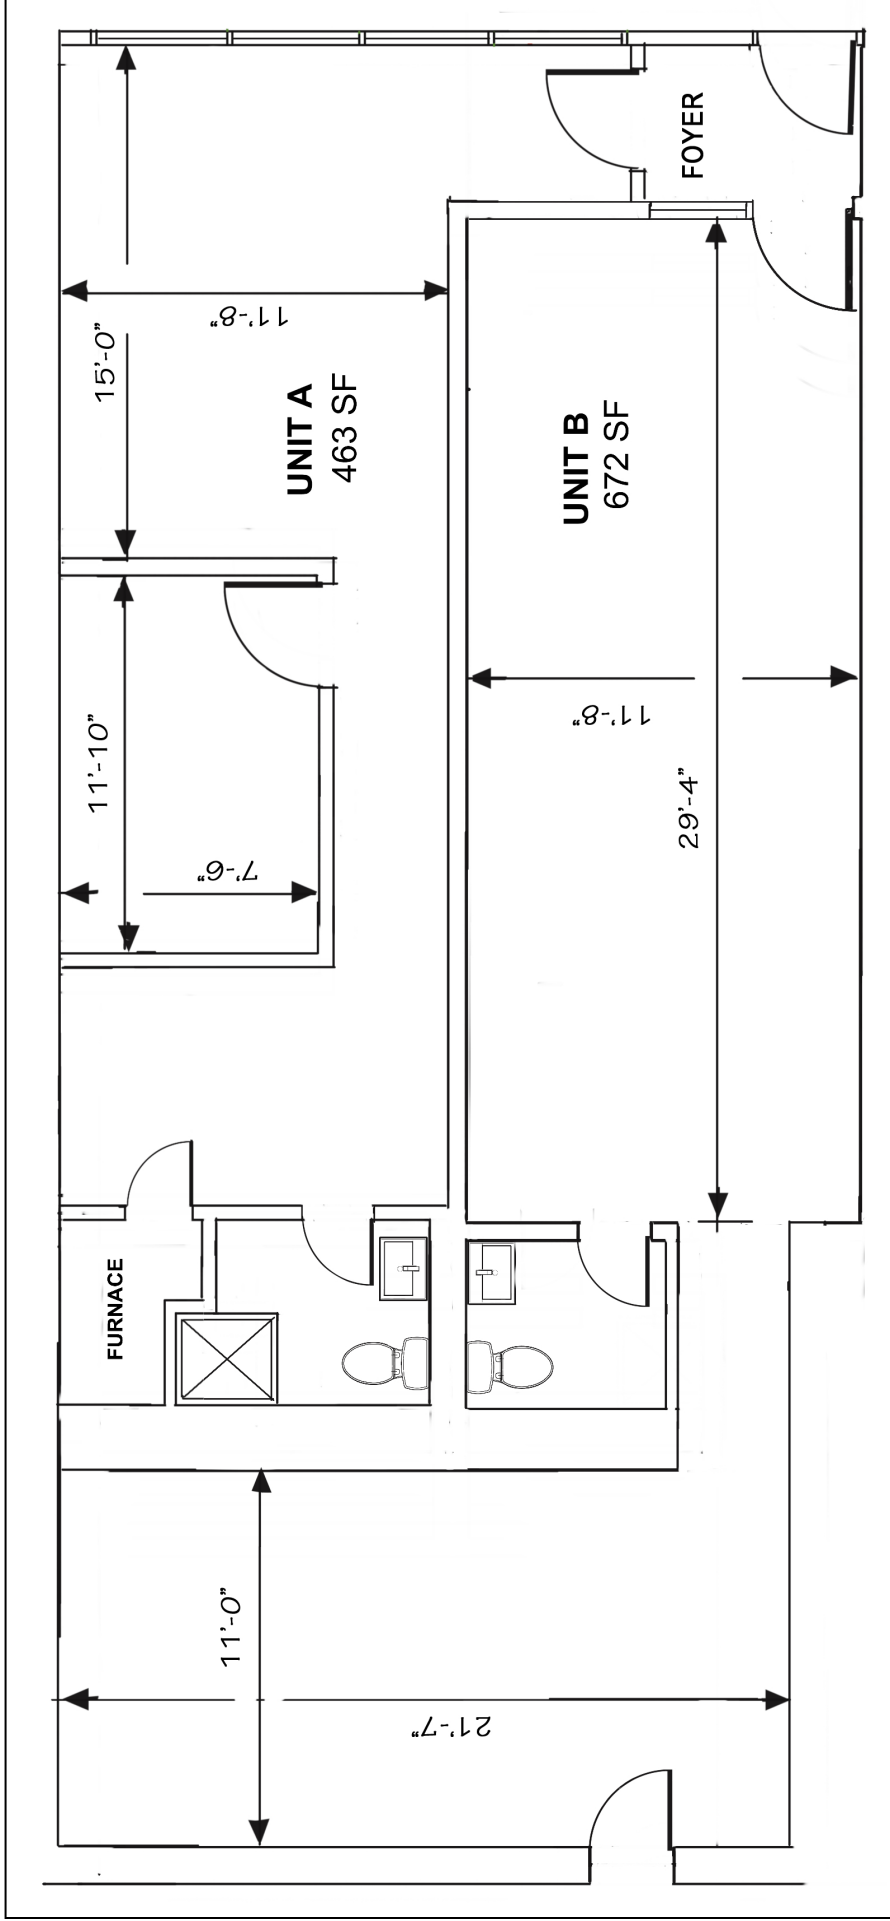 FOYER
11'-8"
15'-0"
UNIT A
463 SF
UNIT B
672 SF
11'-8"
11'-10"
29'-4"
7'-6"
FURNACE
11'-0"
21'-7"